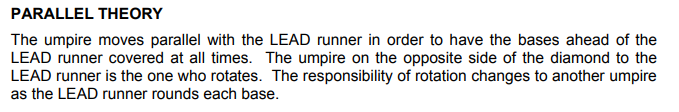 PARALLEL THEORY
The umpire moves parallel with the LEAD runner in order to have the bases ahead of the
LEAD runner covered at all times. The umpire on the opposite side of the diamond to the
LEAD runner is the one who rotates. The responsibility of rotation changes to another umpire
as the LEAD runner rounds each base.